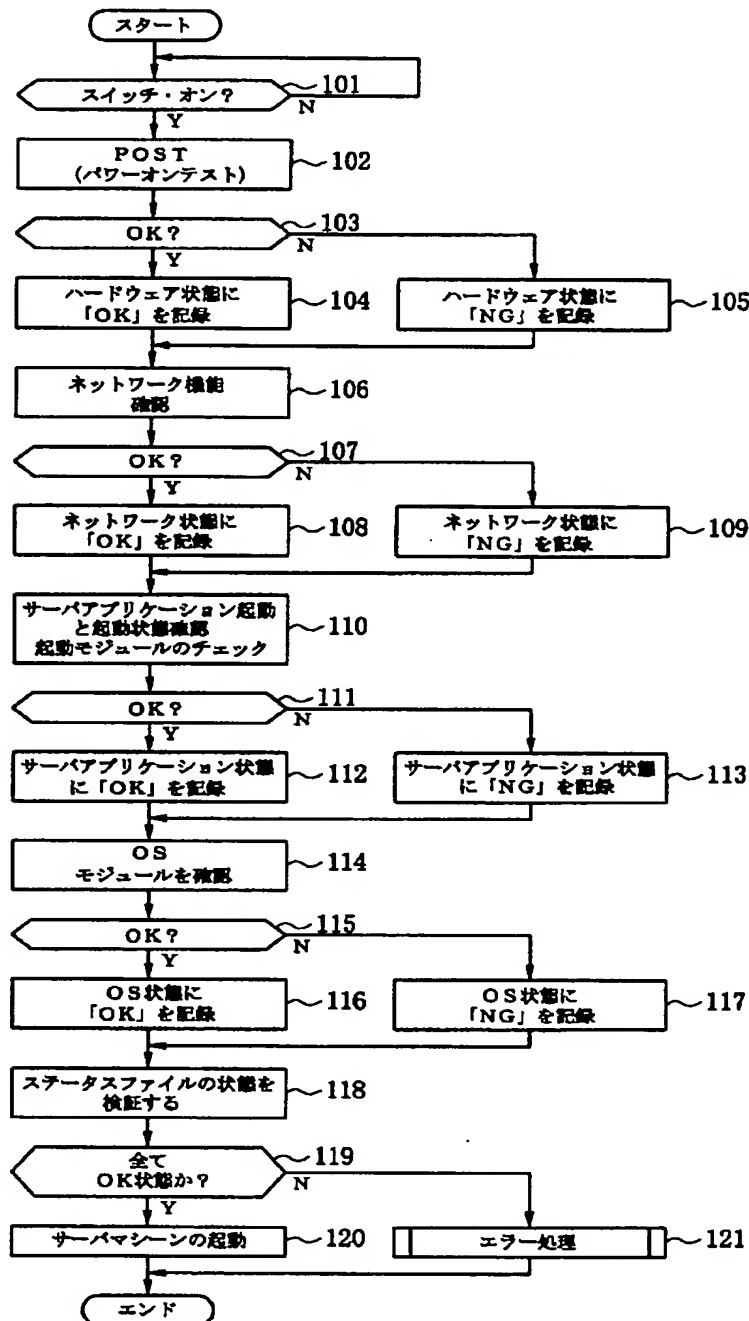 スタート
スイッチ・オン？
101
N
Y
POST
(パワーオンテスト)
102
OK？
103
N
Y
ハードウェア状態に
「OK」を記録
104
ハードウェア状態に
「NG」を記録
105
ネットワーク機能
確認
106
OK？
107
N
Y
ネットワーク状態に
「OK」を記録
108
ネットワーク状態に
「NG」を記録
109
サーバアプリケーション起動
と起動状態確認
起動モジュールのチェック
110
OK？
111
N
Y
サーバアプリケーション状態
に「OK」を記録
112
サーバアプリケーション状態
に「NG」を記録
113
OS
モジュールを確認
114
OK？
115
N
Y
OS状態に
「OK」を記録
116
OS状態に
「NG」を記録
117
ステータスファイルの状態を
検証する
118
全て
OK状態か？
119
N
Y
サーバマシーンの起動
120
エラー処理
121
エンド